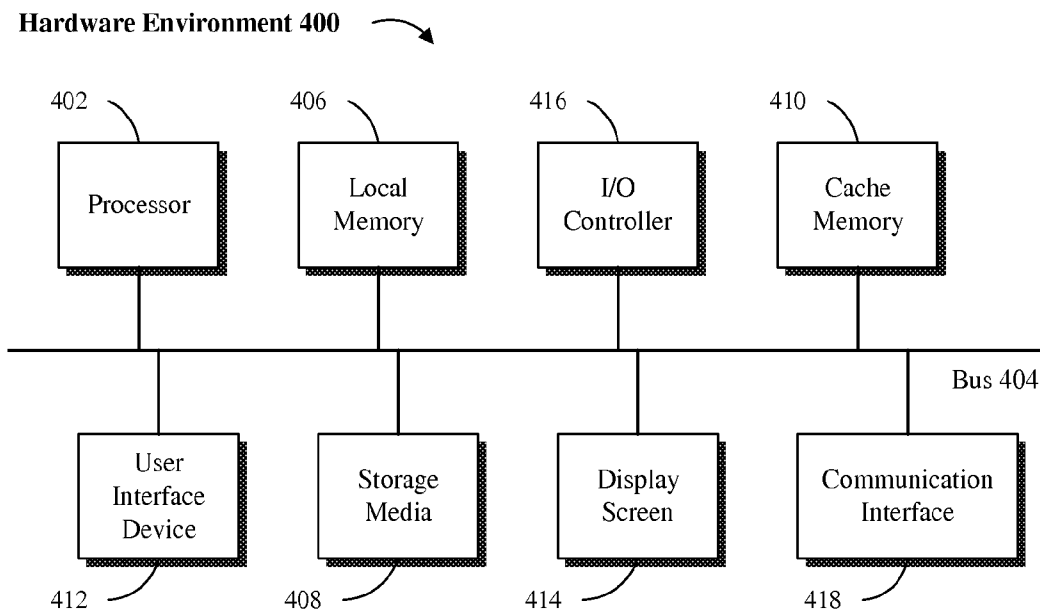 Hardware Environment 400
402
406
416
410
Processor
Local
Memory
I/O
Controller
Cache
Memory
Bus 404
User
Interface
Device
Storage
Media
Display
Screen
Communication
Interface
412
408
414
418